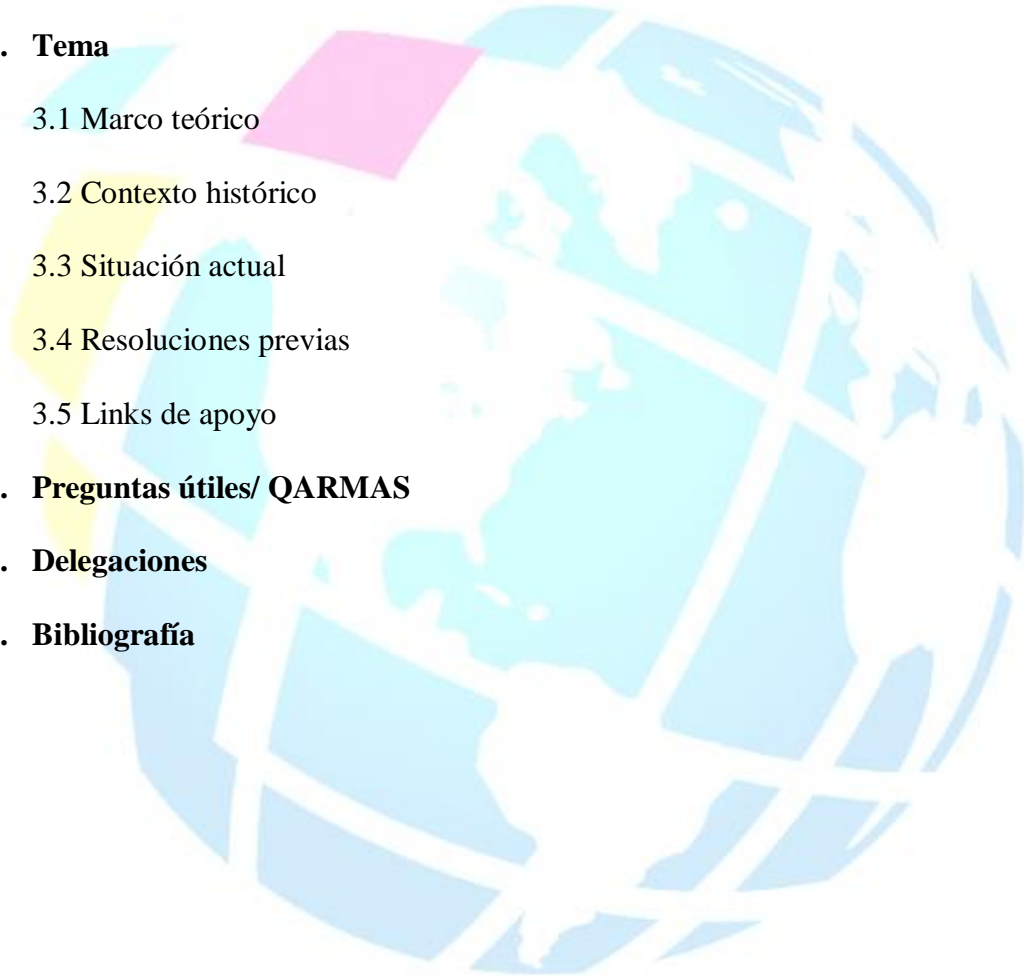 . Tema
3.1 Marco teórico
3.2 Contexto histórico
3.3 Situación actual
3.4 Resoluciones previas
3.5 Links de apoyo
. Preguntas útiles/ QARMAS
. Delegaciones
. Bibliografía